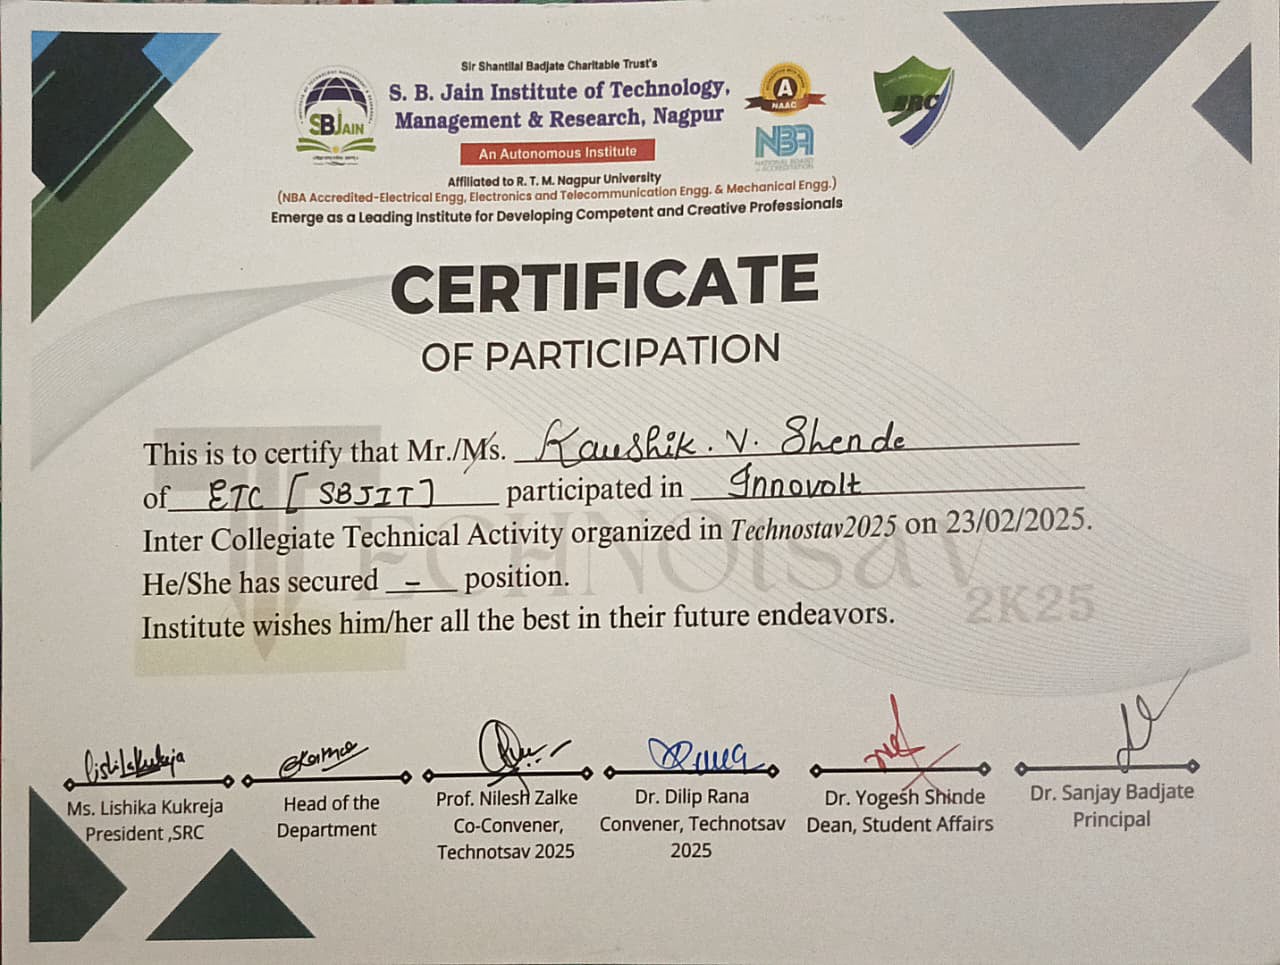 Sir Shantilal Badjate Charitable Trust's
S. B. Jain Institute of Technology,
Management & Research, Nagpur
An Autonomous Institute
Affiliated to R. T. M. Nagpur University
(NBA Accredited-Electrical Engg, Electronics and Telecommunication Engg. & Mechanical Engg.)
Emerge as a Leading Institute for Developing Competent and Creative Professionals
SBJAIN
A
NAAC
NBA
NATIONAL BOARD
of ACCREDITATION
SRC
CERTIFICATE
OF PARTICIPATION
This is to certify that Mr./Ms. Kaushik. V. Shende
of ETC [SBJIT] participated in Innovolt
Inter Collegiate Technical Activity organized in Technostav2025 on 23/02/2025.
He/She has secured - position.
Institute wishes him/her all the best in their future endeavors.
TECHNOtsav
2K25
Ms. Lishika Kukreja
President ,SRC
Head of the
Department
Prof. Nilesh Zalke
Co-Convener,
Technotsav 2025
Dr. Dilip Rana
Convener, Technotsav
2025
Dr. Yogesh Shinde
Dean, Student Affairs
Dr. Sanjay Badjate
Principal